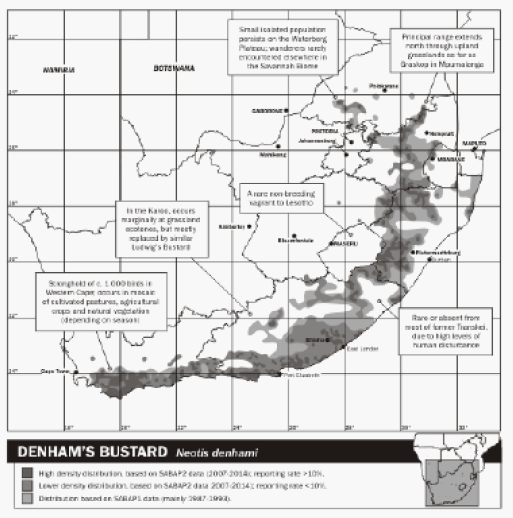 Small isolated population
persists on the Waterberg
Plateau; wanderers rarely
encountered elsewhere in
the Savannah Biome
Principal range extends
north through upland
grasslands as far as
Graskop in Mpumalanga
NAMIBIA
BOTSWANA
Polokwane
GABORONE
PRETORIA
Johannesburg
Nelspruit
MAPUTO
MBABANE
Mafikeng
A rare non-breeding
vagrant to Lesotho
In the Karoo, occurs
marginally at grassland
ecotones, but mostly
replaced by similar
Ludwig's Bustard
Kimberley
Bloemfontein
MASERU
Pietermaritzburg
Durban
Stronghold of c. 1 000 birds in
Western Cape; occurs in mosaic
of cultivated pastures, agricultural
crops and natural vegetation
(depending on season)
Rare or absent from
most of former Transkei,
due to high levels of
human disturbance
East London
Cape Town
Port Elizabeth
DENHAM'S BUSTARD Neotis denhami
High density distribution, based on SABAP2 data (2007-2014); reporting rate >10%.
Lower density distribution, based on SABAP2 data 2007-2014); reporting rate <10%.
Distribution based on SABAP1 data (mainly 1987-1993).